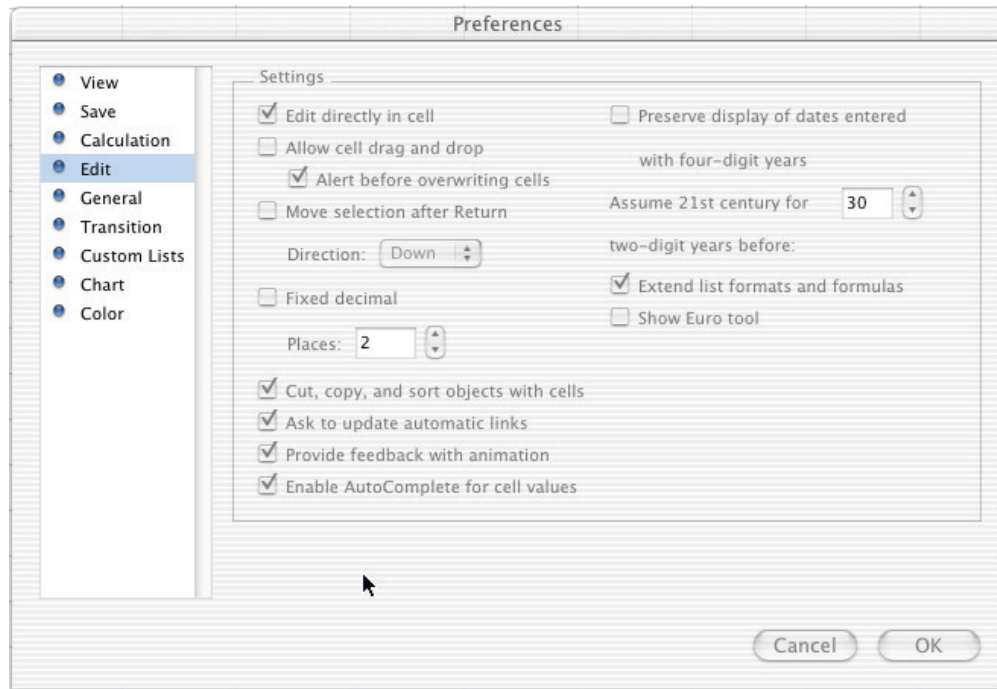 Preferences
View
Save
Calculation
Edit
General
Transition
Custom Lists
Chart
Color
Settings
Edit directly in cell
Allow cell drag and drop
Alert before overwriting cells
Move selection after Return
Direction: Down
Fixed decimal
Places: 2
Cut, copy, and sort objects with cells
Ask to update automatic links
Provide feedback with animation
Enable AutoComplete for cell values
Preserve display of dates entered
with four-digit years
Assume 21st century for 30
two-digit years before:
Extend list formats and formulas
Show Euro tool
Cancel OK